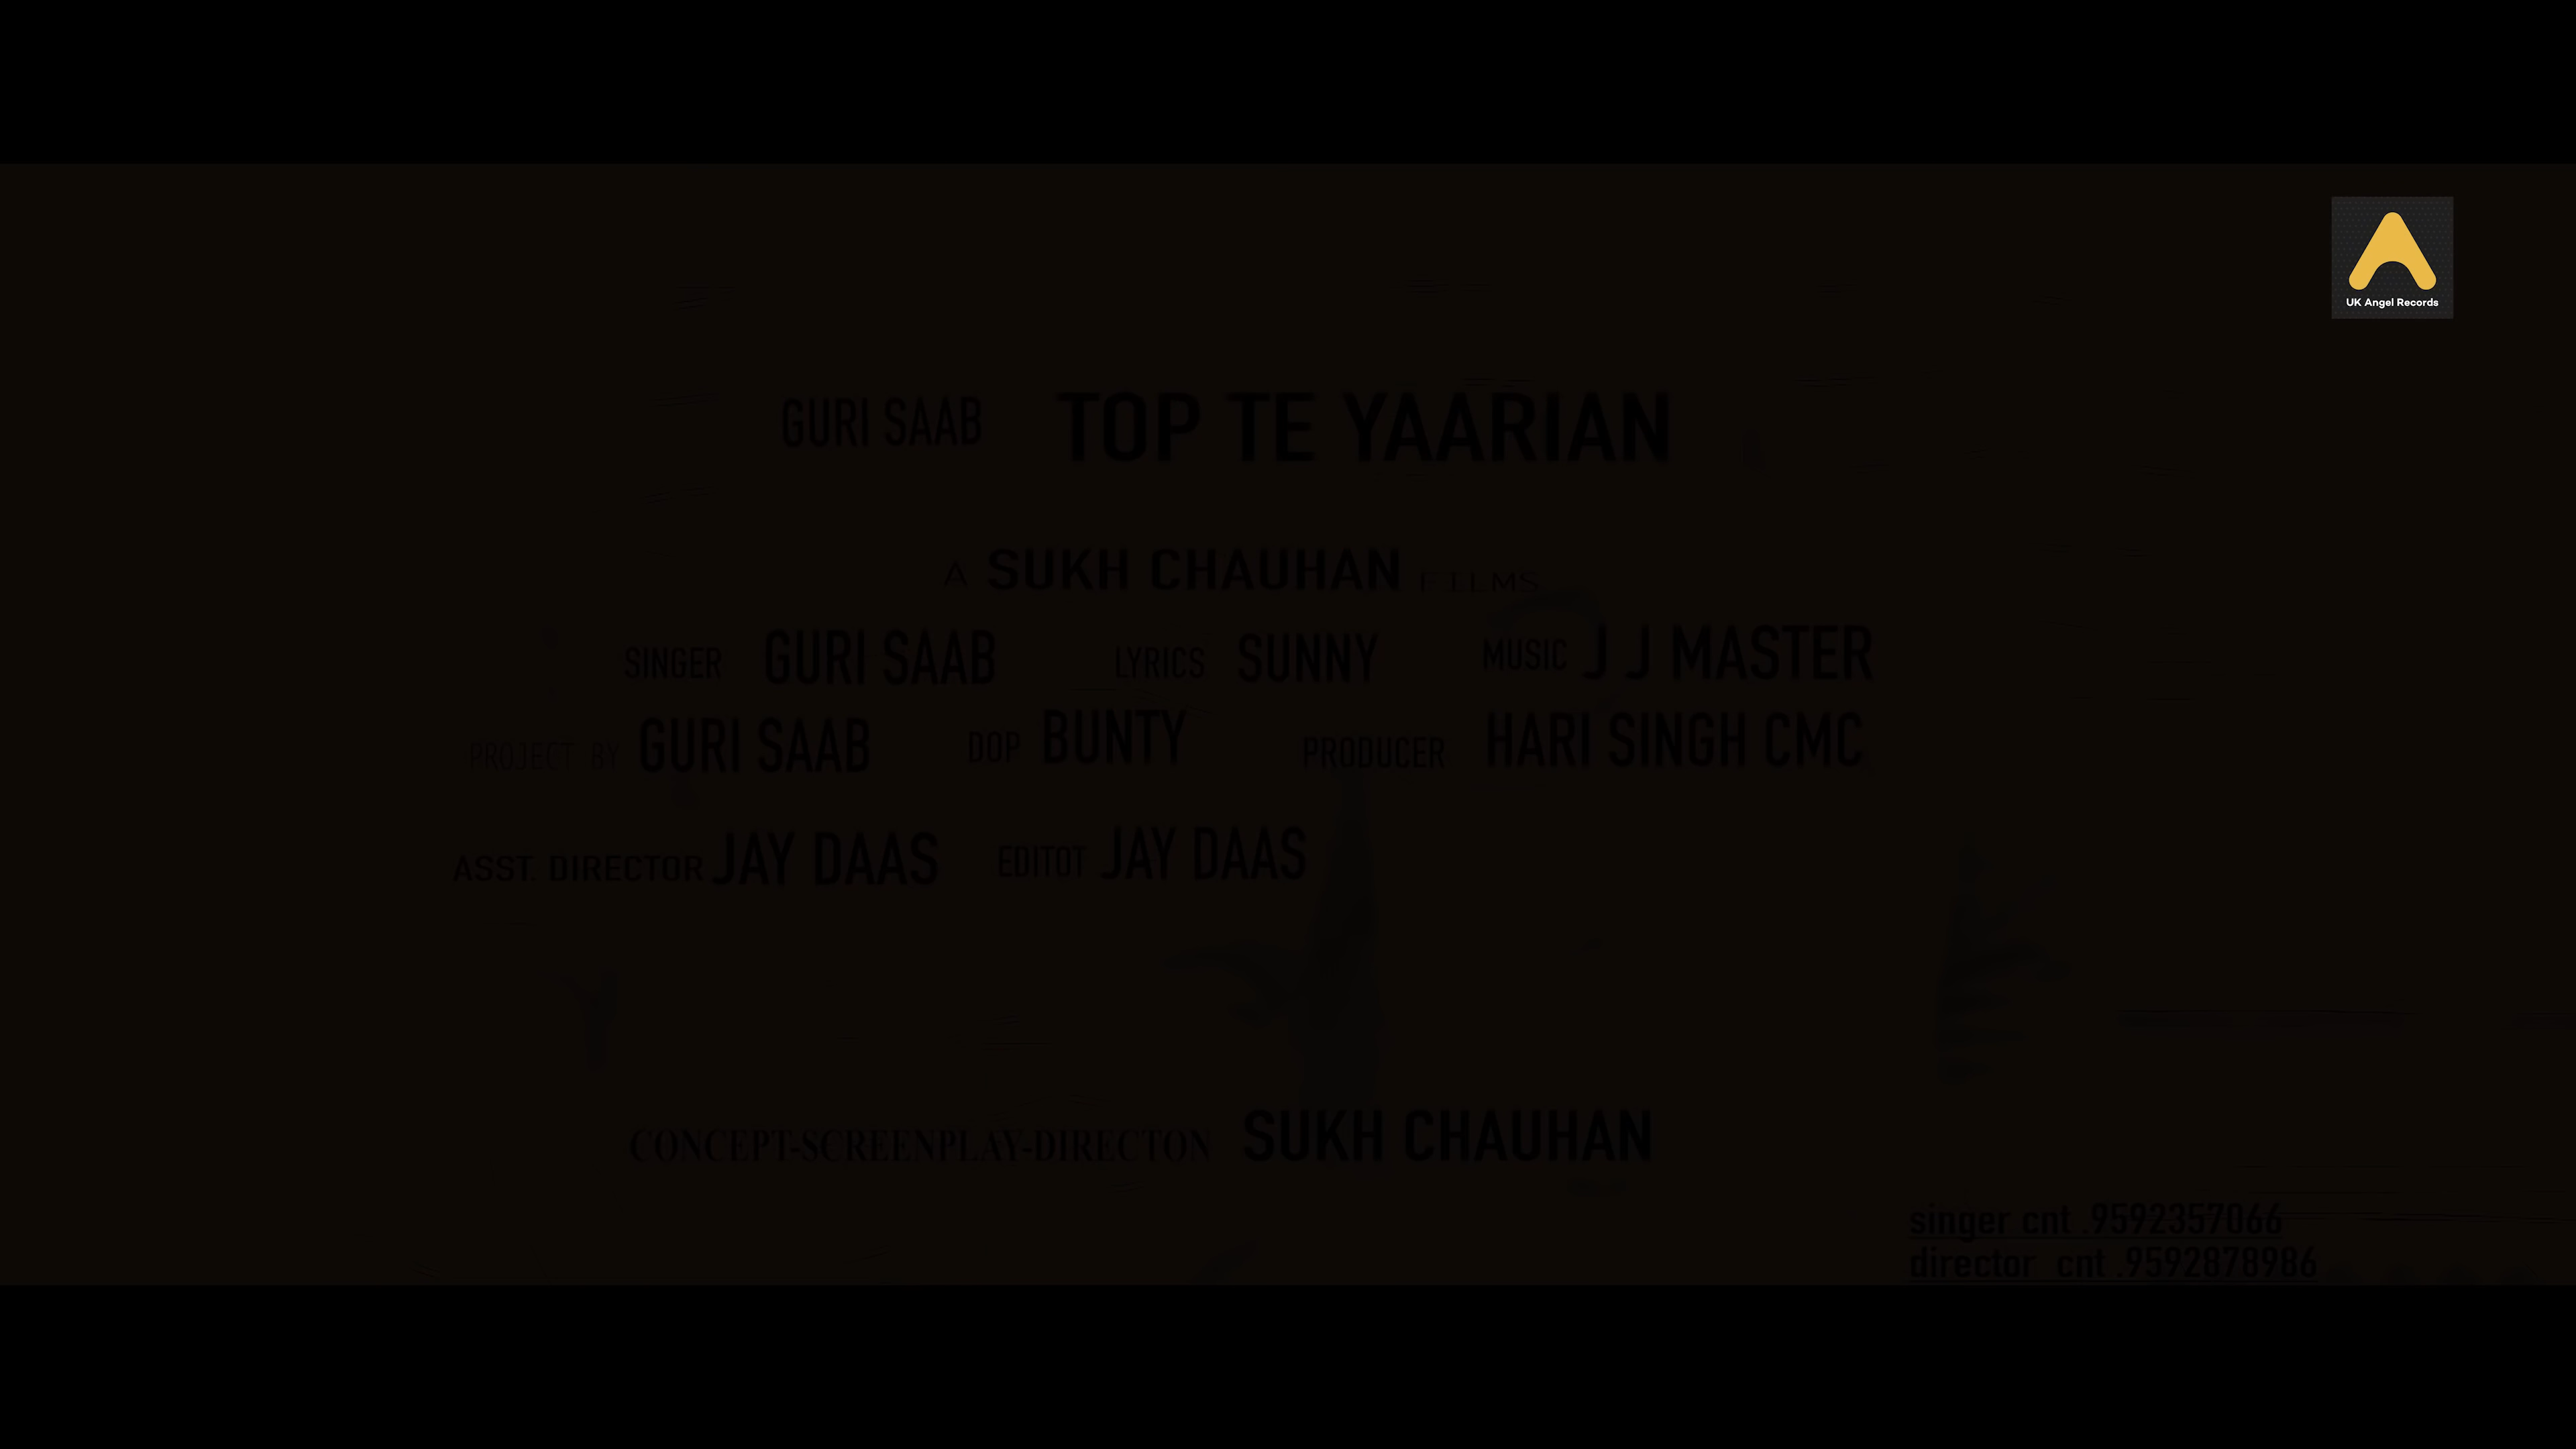 UK Angel Records
GURI SAAB TOP TE YAARIAN
A SUKH CHAUHAN FILMS
SINGER GURI SAAB LYRICS SUNNY MUSIC J J MASTER
PROJECT BY GURI SAAB DOP BUNTY PRODUCER HARI SINGH CMC
ASST. DIRECTOR JAY DAAS EDITOT JAY DAAS
CONCEPT-SCREENPLAY-DIRECTON SUKH CHAUHAN
singer cnt .9592357066
director cnt .9592878986